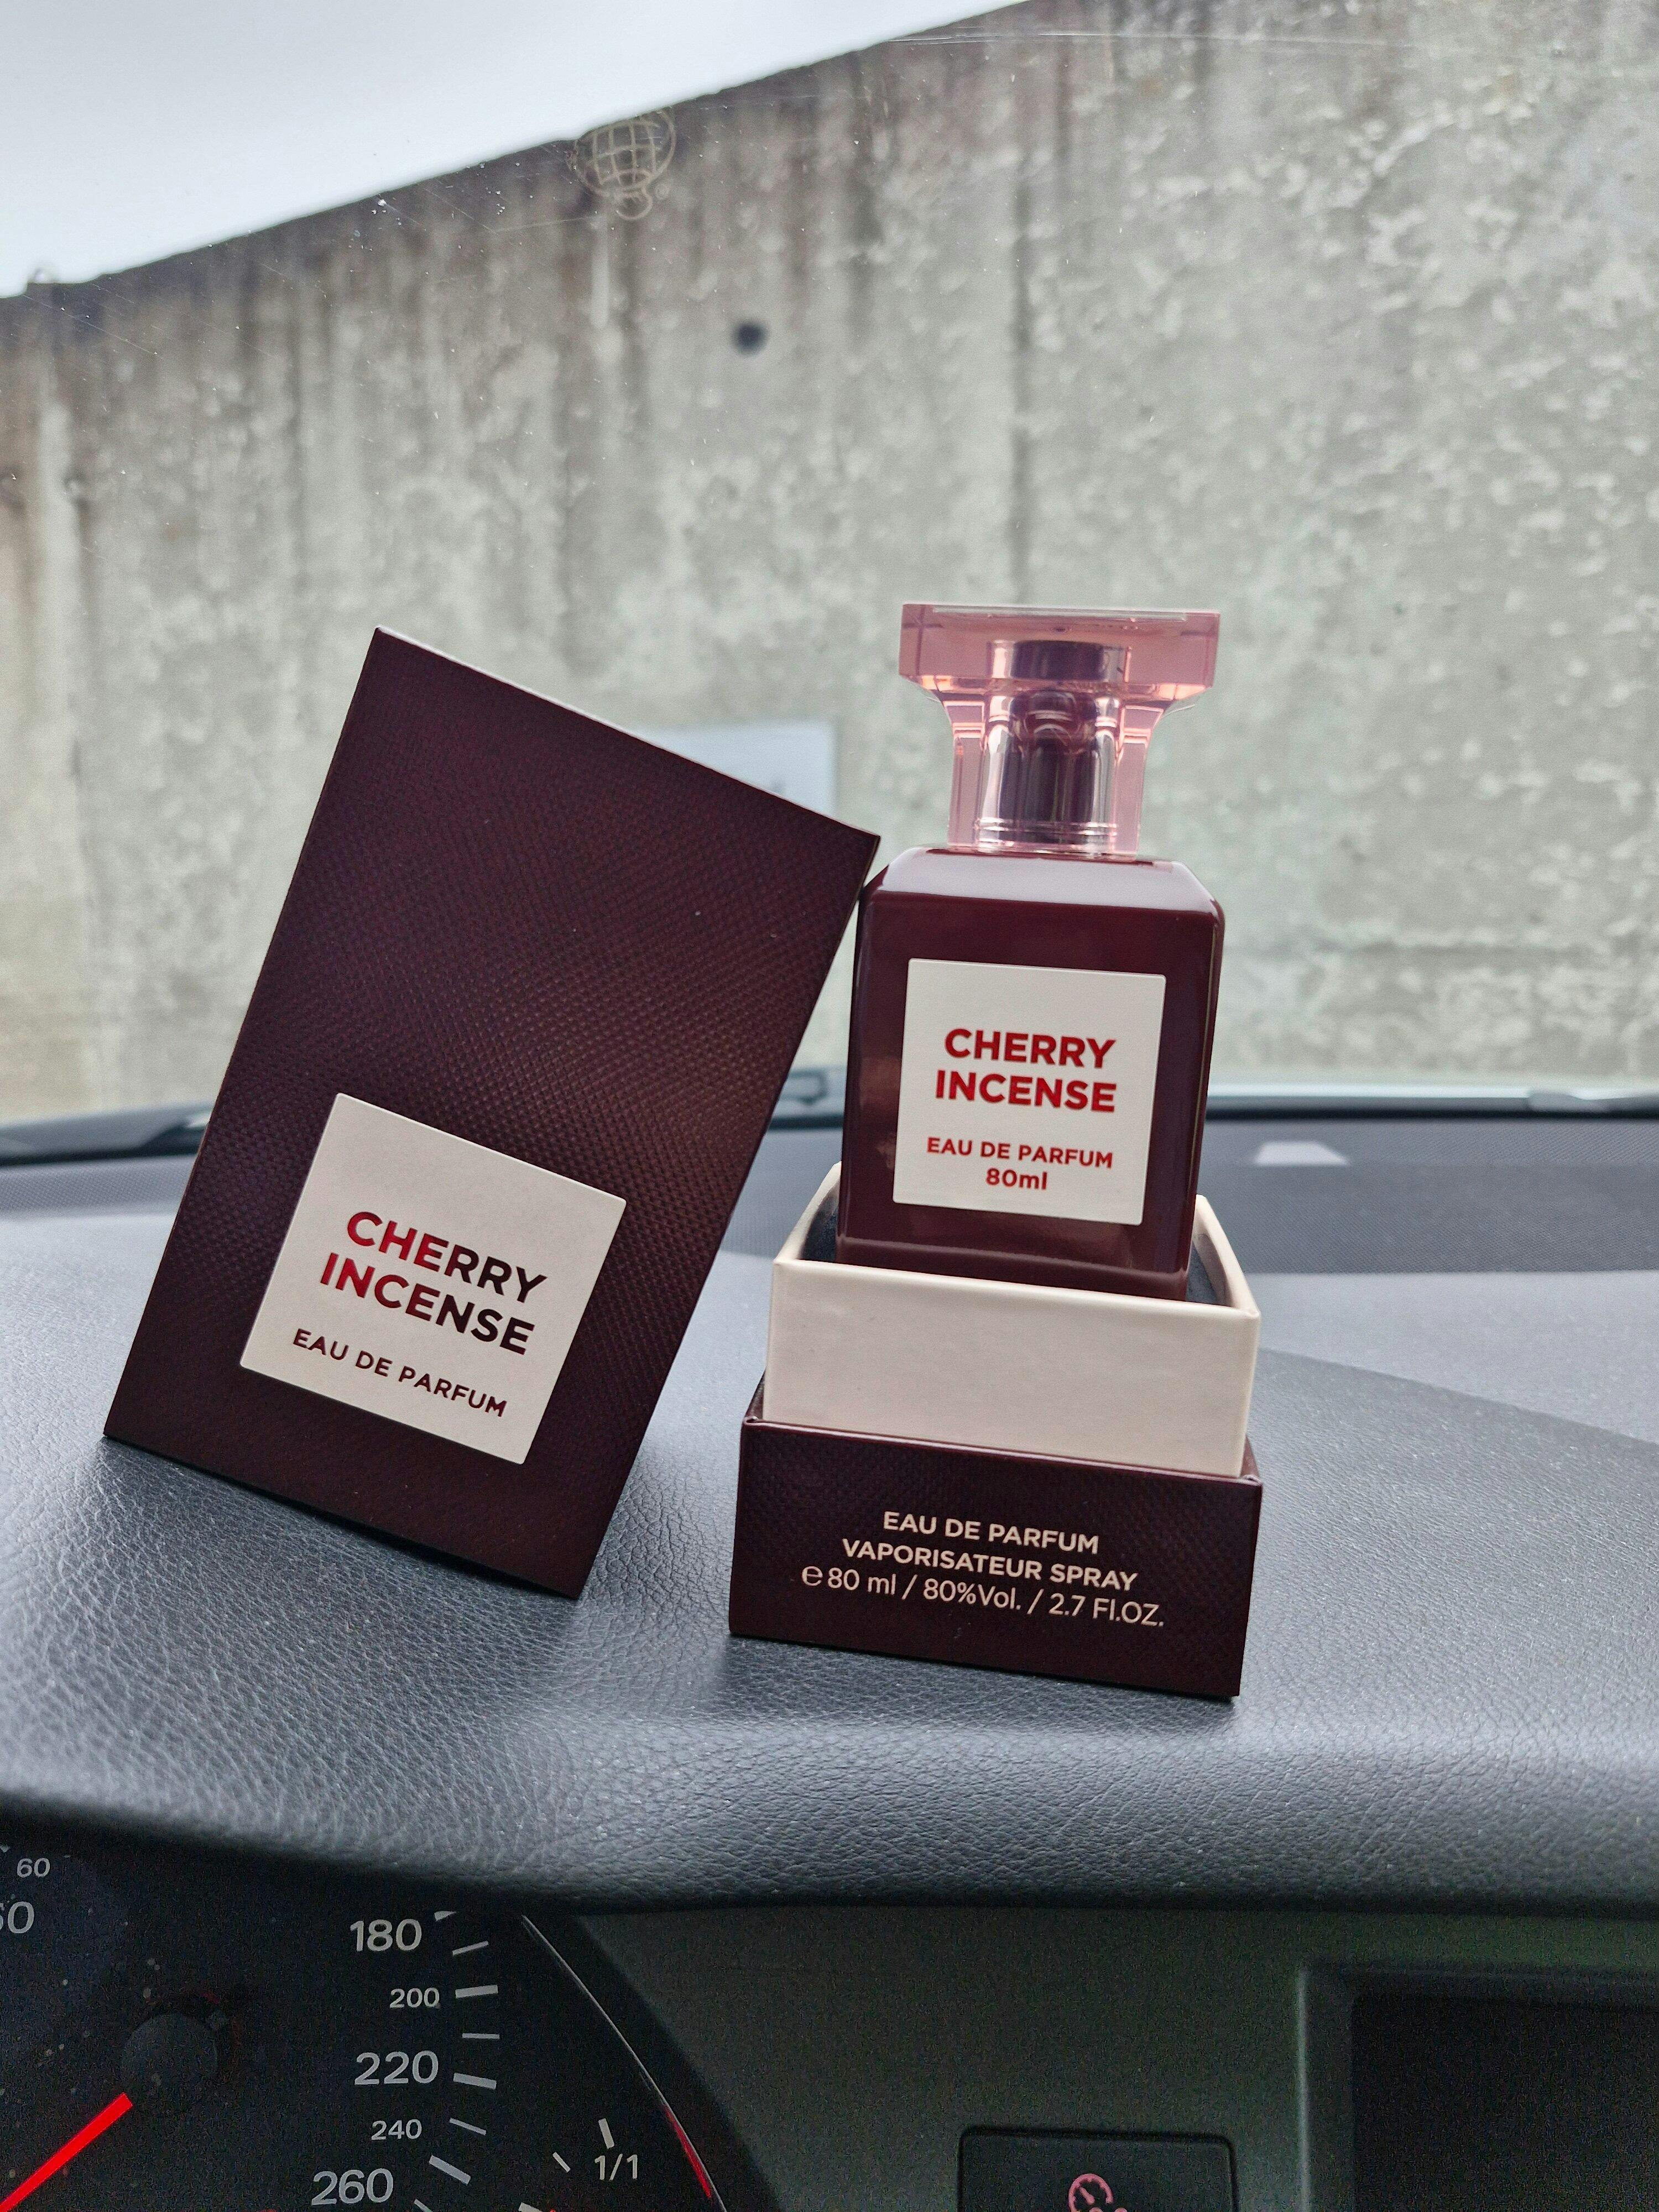 CHERRY
INCENSE
EAU DE PARFUM
CHERRY
INCENSE
EAU DE PARFUM
80ml
EAU DE PARFUM
VAPORISATEUR SPRAY
℮ 80 ml / 80%Vol. / 2.7 Fl.OZ.
60
180
200
220
240
260
1/1